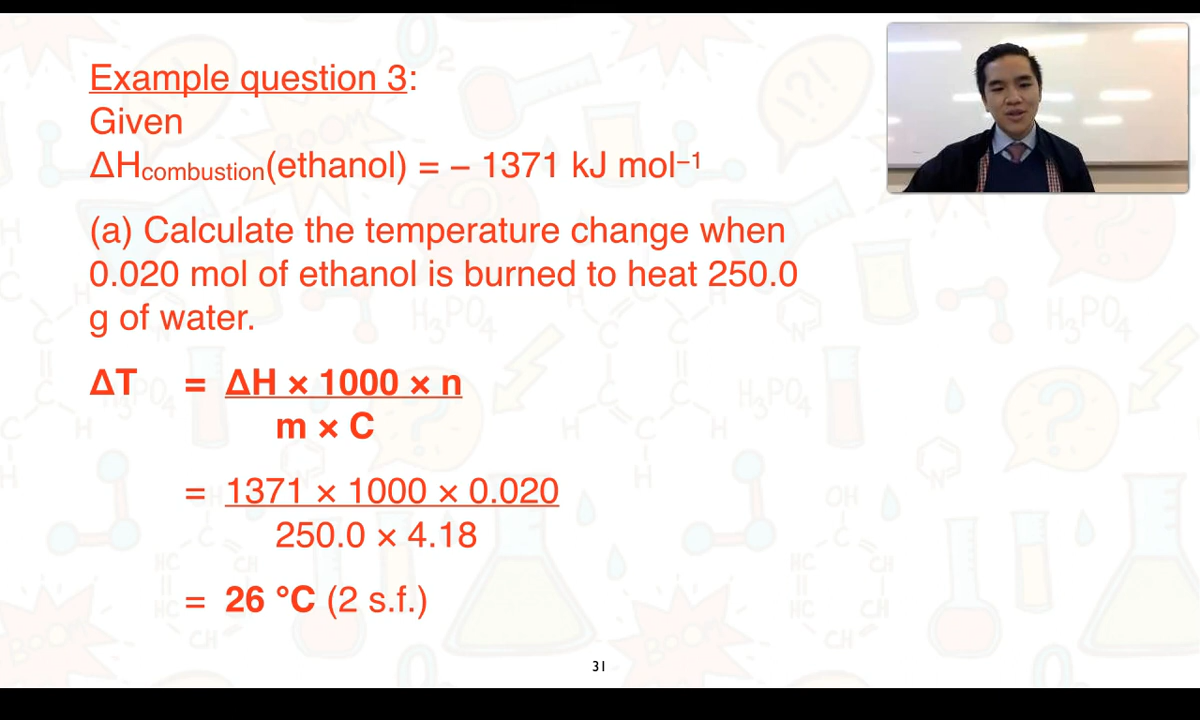 Example question 3:
Given
ΔHcombustion(ethanol) = – 1371 kJ mol–1
(a) Calculate the temperature change when
0.020 mol of ethanol is burned to heat 250.0
g of water.
ΔT = ΔH × 1000 × n
m × C
= 1371 × 1000 × 0.020
250.0 × 4.18
= 26 °C (2 s.f.)
31